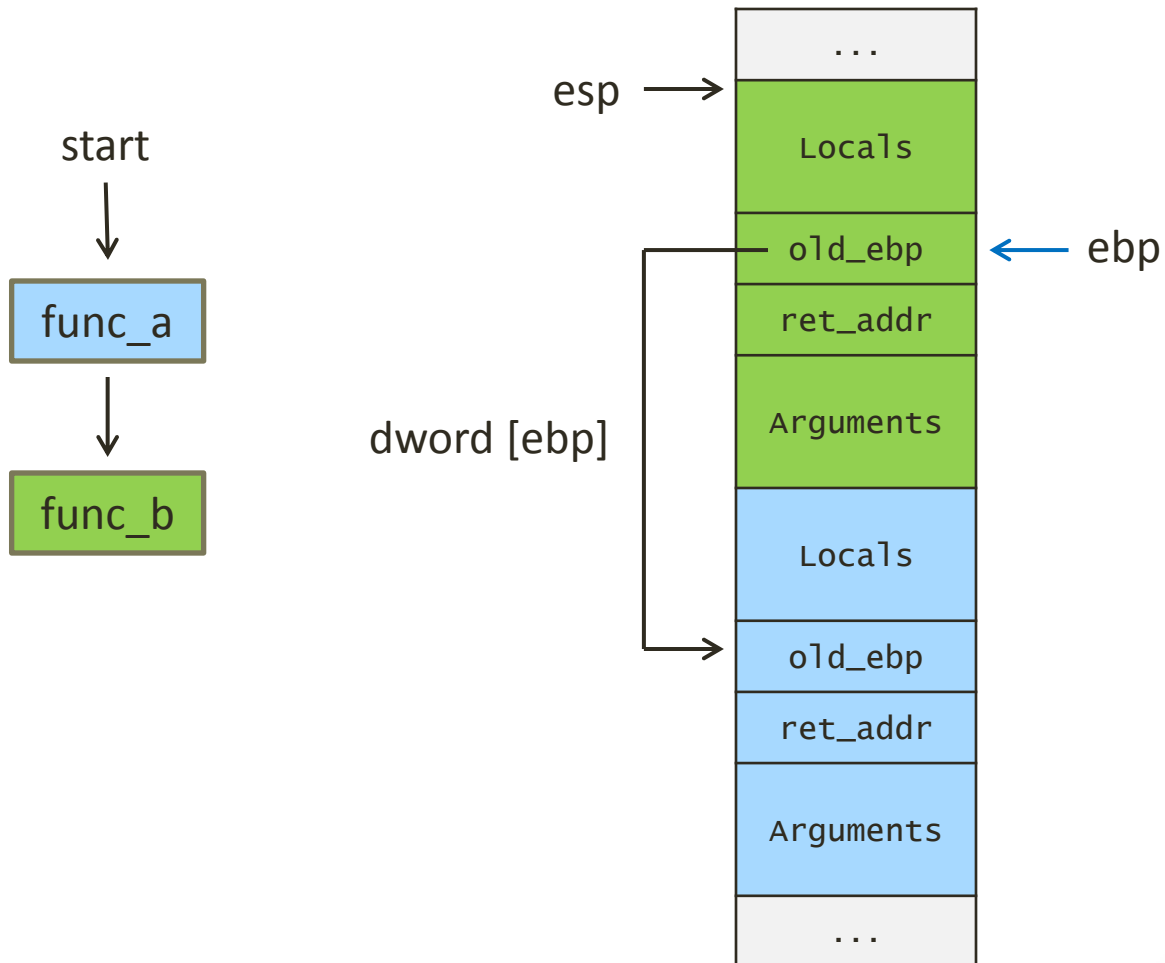 start
func_a
func_b
esp
dword [ebp]
...
Locals
old_ebp
ret_addr
Arguments
Locals
old_ebp
ret_addr
Arguments
...
ebp